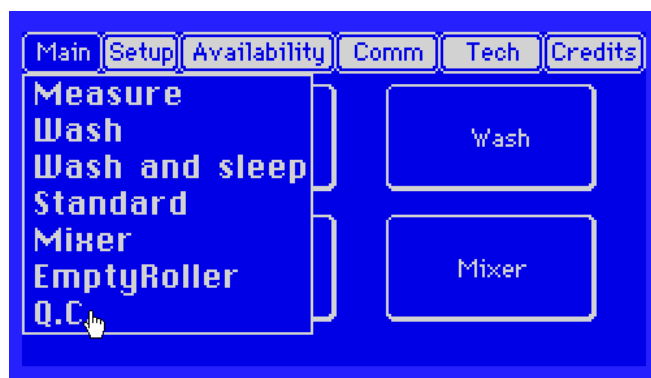 Main Setup Availability Comm Tech Credits
Measure
Wash
Wash and sleep
Standard
Mixer
EmptyRoller
Q.C.
Wash
Mixer